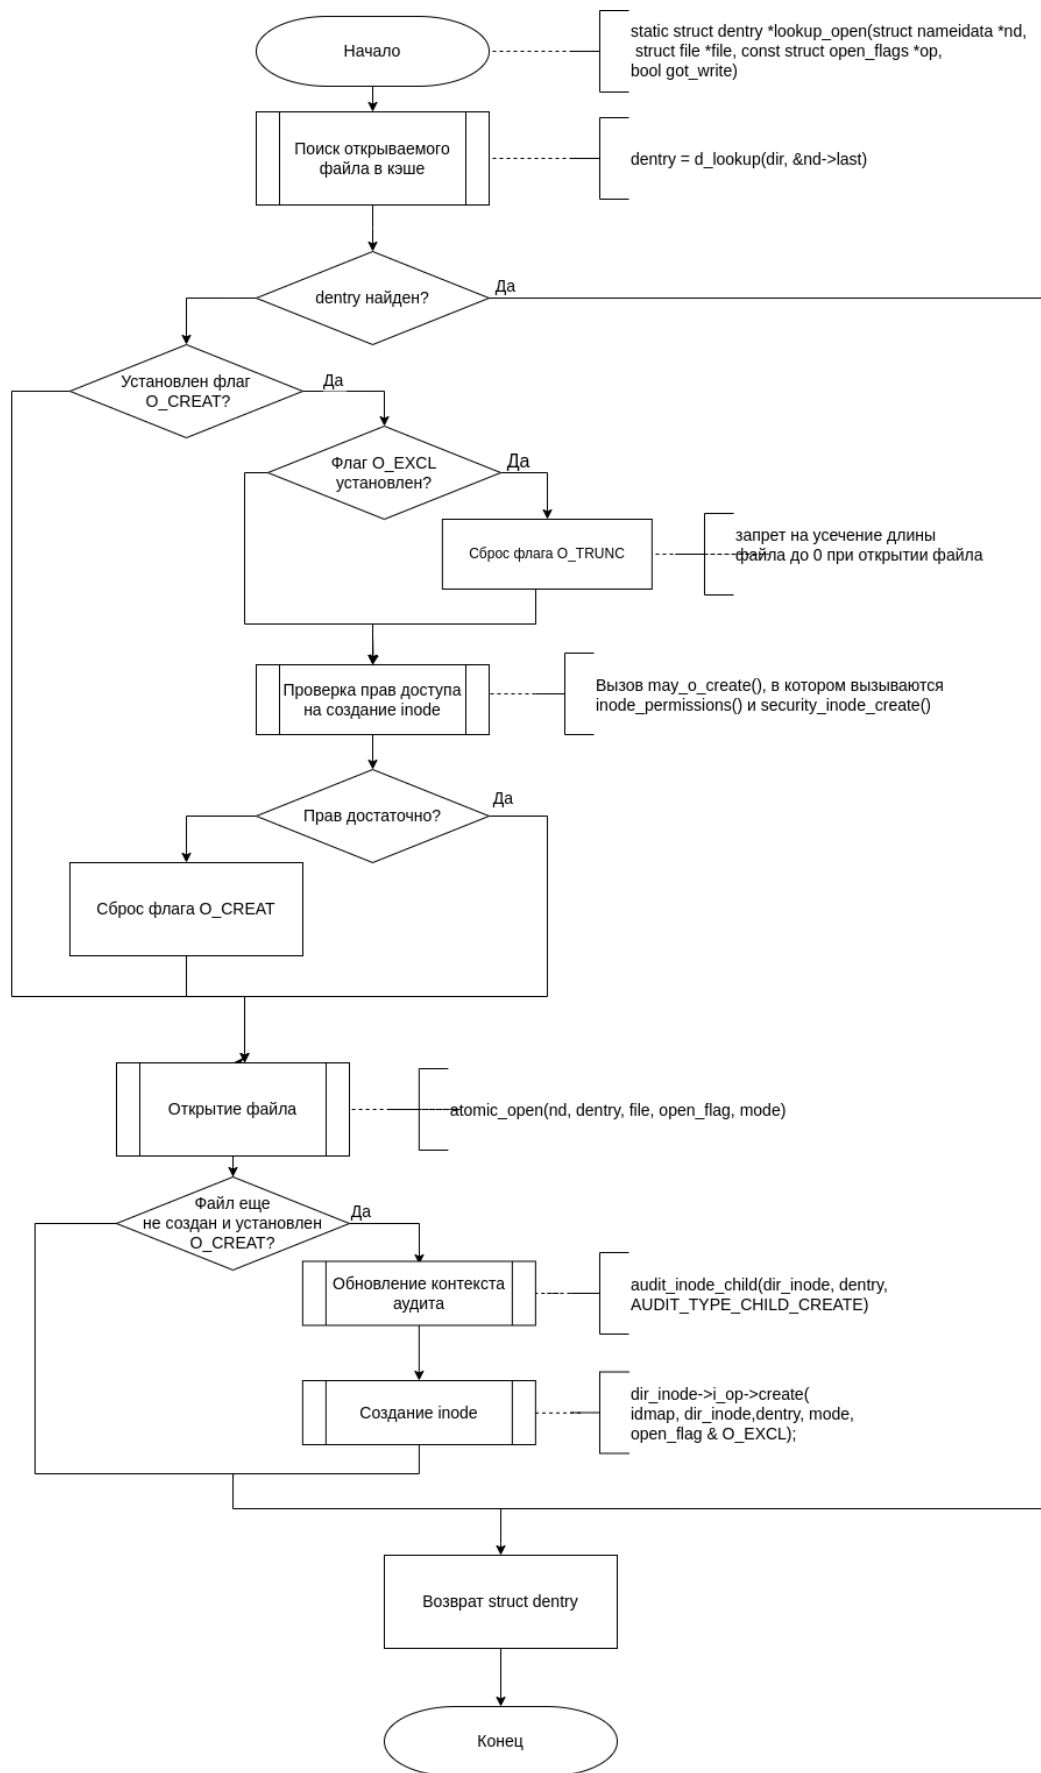 Начало
static struct dentry *lookup_open(struct nameidata *nd,
struct file *file, const struct open_flags *op,
bool got_write)
Поиск открываемого
файла в кэше
dentry = d_lookup(dir, &nd->last)
dentry найден?
Да
Установлен флаг
O_CREAT?
Да
Флаг O_EXCL
установлен?
Да
Сброс флага O_TRUNC
запрет на усечение длины
файла до 0 при открытии файла
Проверка прав доступа
на создание inode
Вызов may_o_create(), в котором вызываются
inode_permissions() и security_inode_create()
Прав достаточно?
Да
Сброс флага O_CREAT
Открытие файла
atomic_open(nd, dentry, file, open_flag, mode)
Файл еще
не создан и установлен
O_CREAT?
Да
Обновление контекста
аудита
audit_inode_child(dir_inode, dentry,
AUDIT_TYPE_CHILD_CREATE)
Создание inode
dir_inode->i_op->create(
idmap, dir_inode,dentry, mode,
open_flag & O_EXCL);
Возврат struct dentry
Конец